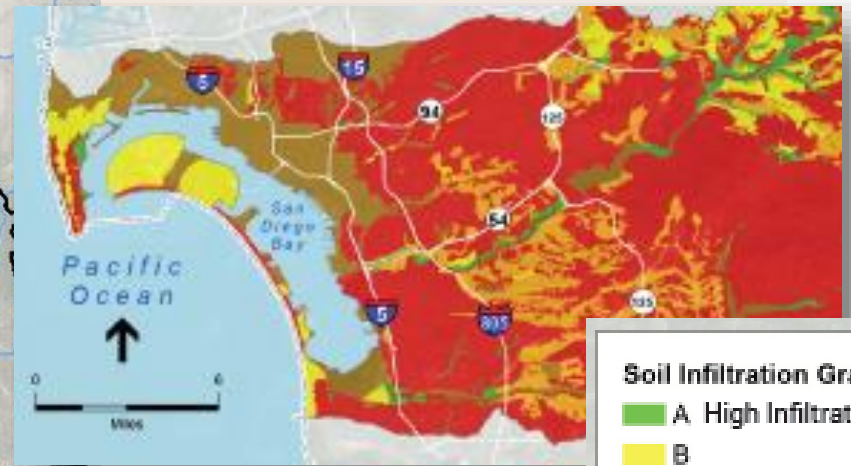 5
15
94
125
San
Diego
Bay
54
Pacific
Ocean
5
805
125
0
6
Miles
Soil Infiltration Gra
A High Infiltrat
B